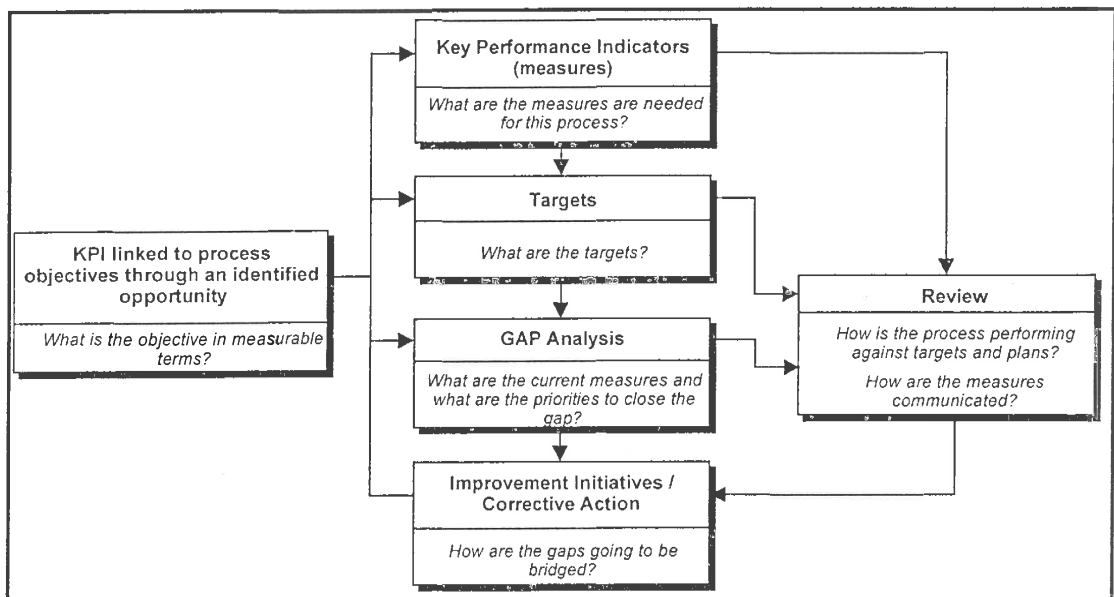 Key Performance Indicators
(measures)
What are the measures are needed
for this process?
Targets
What are the targets?
KPI linked to process
objectives through an identified
opportunity
What is the objective in measurable
terms?
GAP Analysis
What are the current measures and
what are the priorities to close the
gap?
Review
How is the process performing
against targets and plans?
How are the measures
communicated?
Improvement Initiatives /
Corrective Action
How are the gaps going to be
bridged?